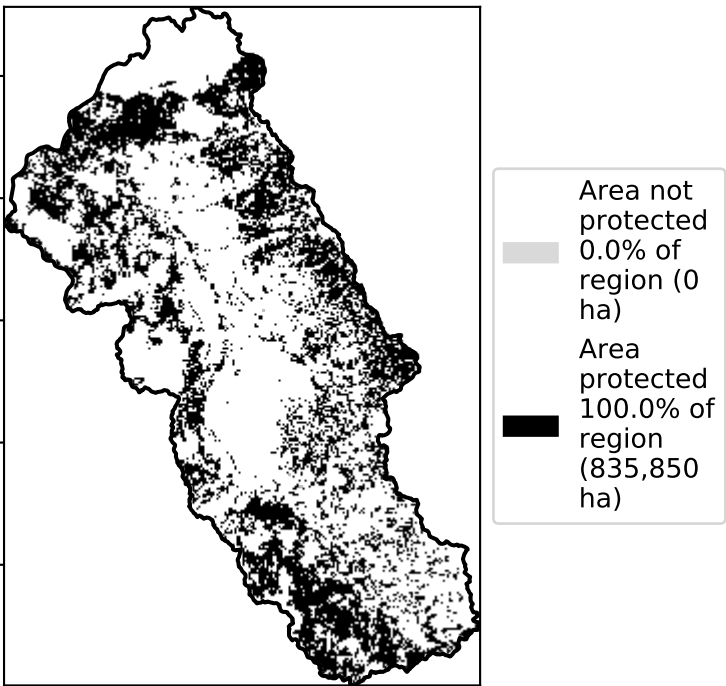 Area not
protected
0.0% of
region (0
ha)
Area
protected
100.0% of
region
(835,850
ha)